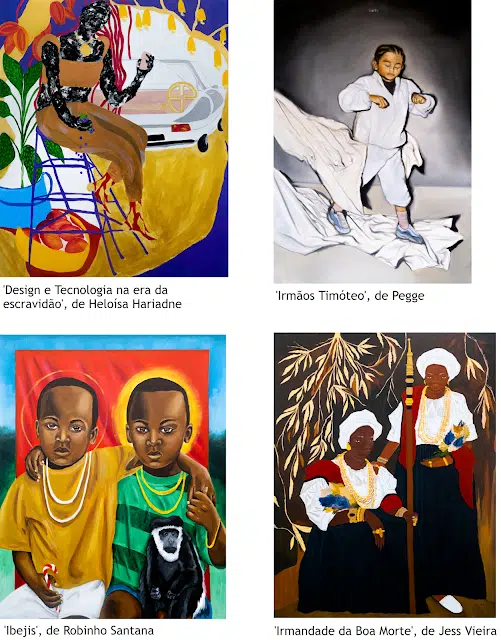 'Design e Tecnologia na era da
escravidão', de Heloísa Hariadne
'Irmãos Timóteo', de Pegge
'Ibejis', de Robinho Santana
'Irmandade da Boa Morte', de Jess Vieira